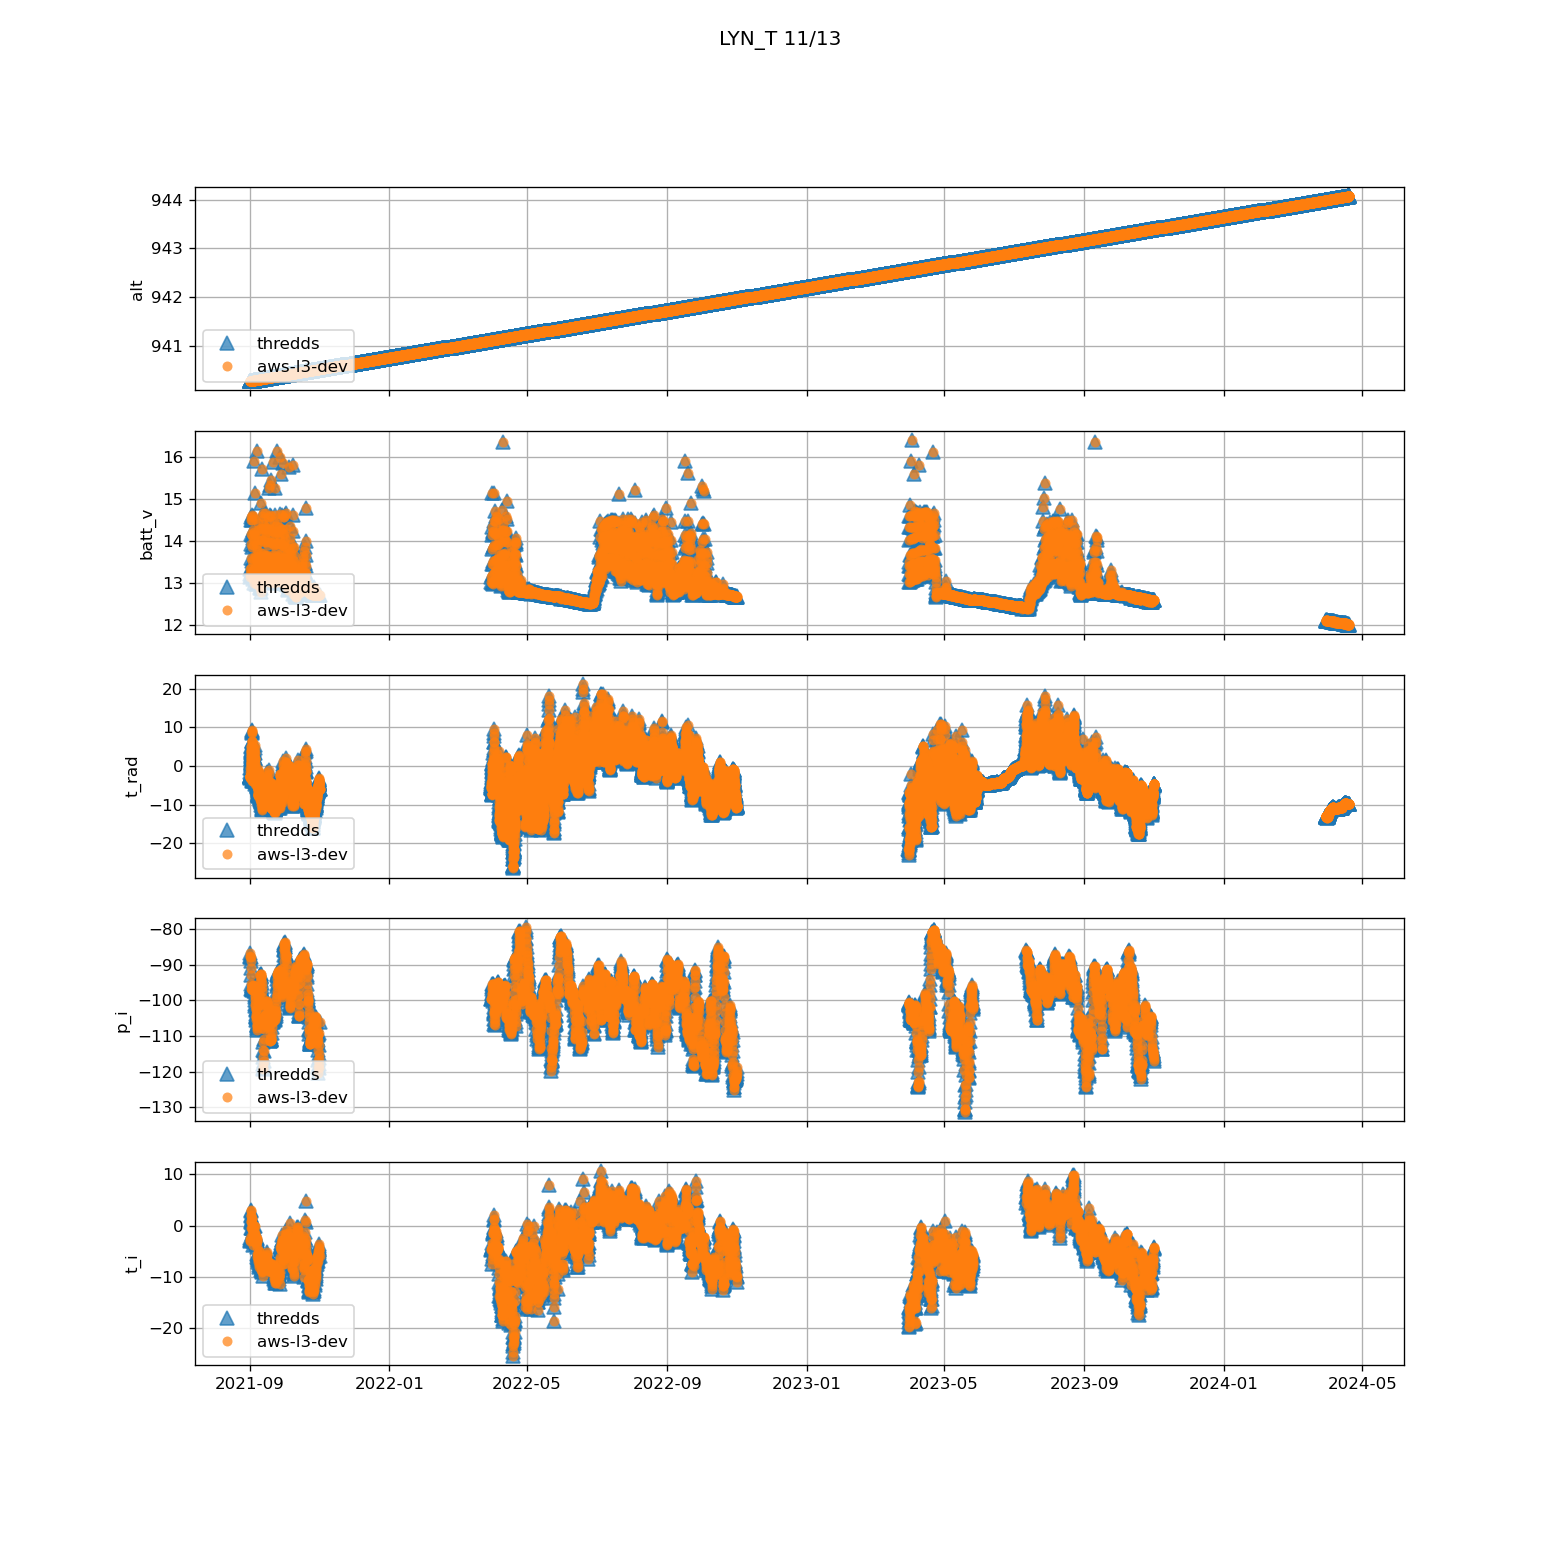 LYN_T 11/13
944
943
942
941
alt
thredds
aws-l3-dev
16
15
14
13
12
batt_v
thredds
aws-l3-dev
20
10
0
−10
−20
t_rad
thredds
aws-l3-dev
−80
−90
−100
−110
−120
−130
p_i
thredds
aws-l3-dev
10
0
−10
−20
t_i
thredds
aws-l3-dev
2021-09 2022-01 2022-05 2022-09 2023-01 2023-05 2023-09 2024-01 2024-05